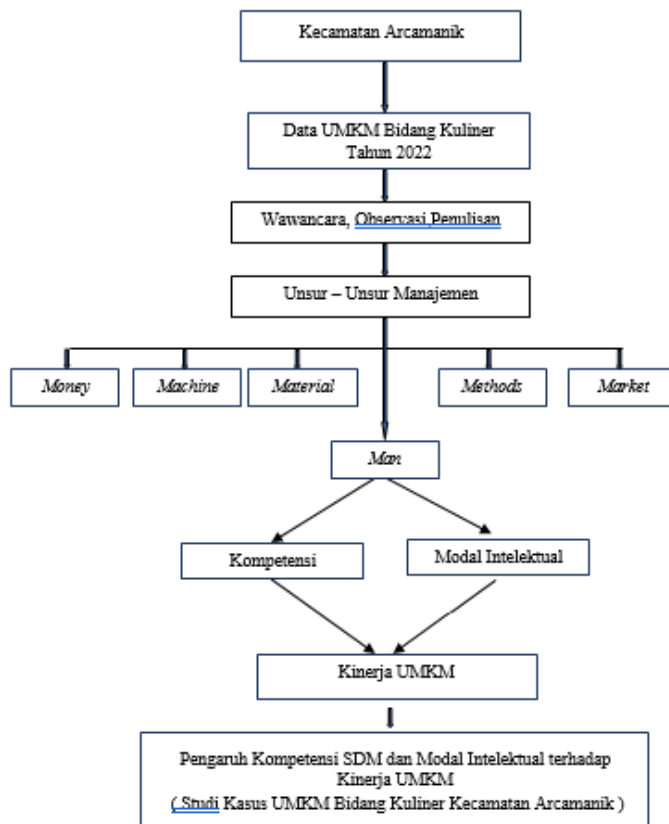 Kecamatan Arcamanik
Data UMKM Bidang Kuliner
Tahun 2022
Wawancara, Observasi,Penulisan
Unsur – Unsur Manajemen
Money
Machine
Material
Methods
Market
Man
Kompetensi
Modal Intelektual
Kinerja UMKM
Pengaruh Kompetensi SDM dan Modal Intelektual terhadap
Kinerja UMKM
( Studi Kasus UMKM Bidang Kuliner Kecamatan Arcamanik )